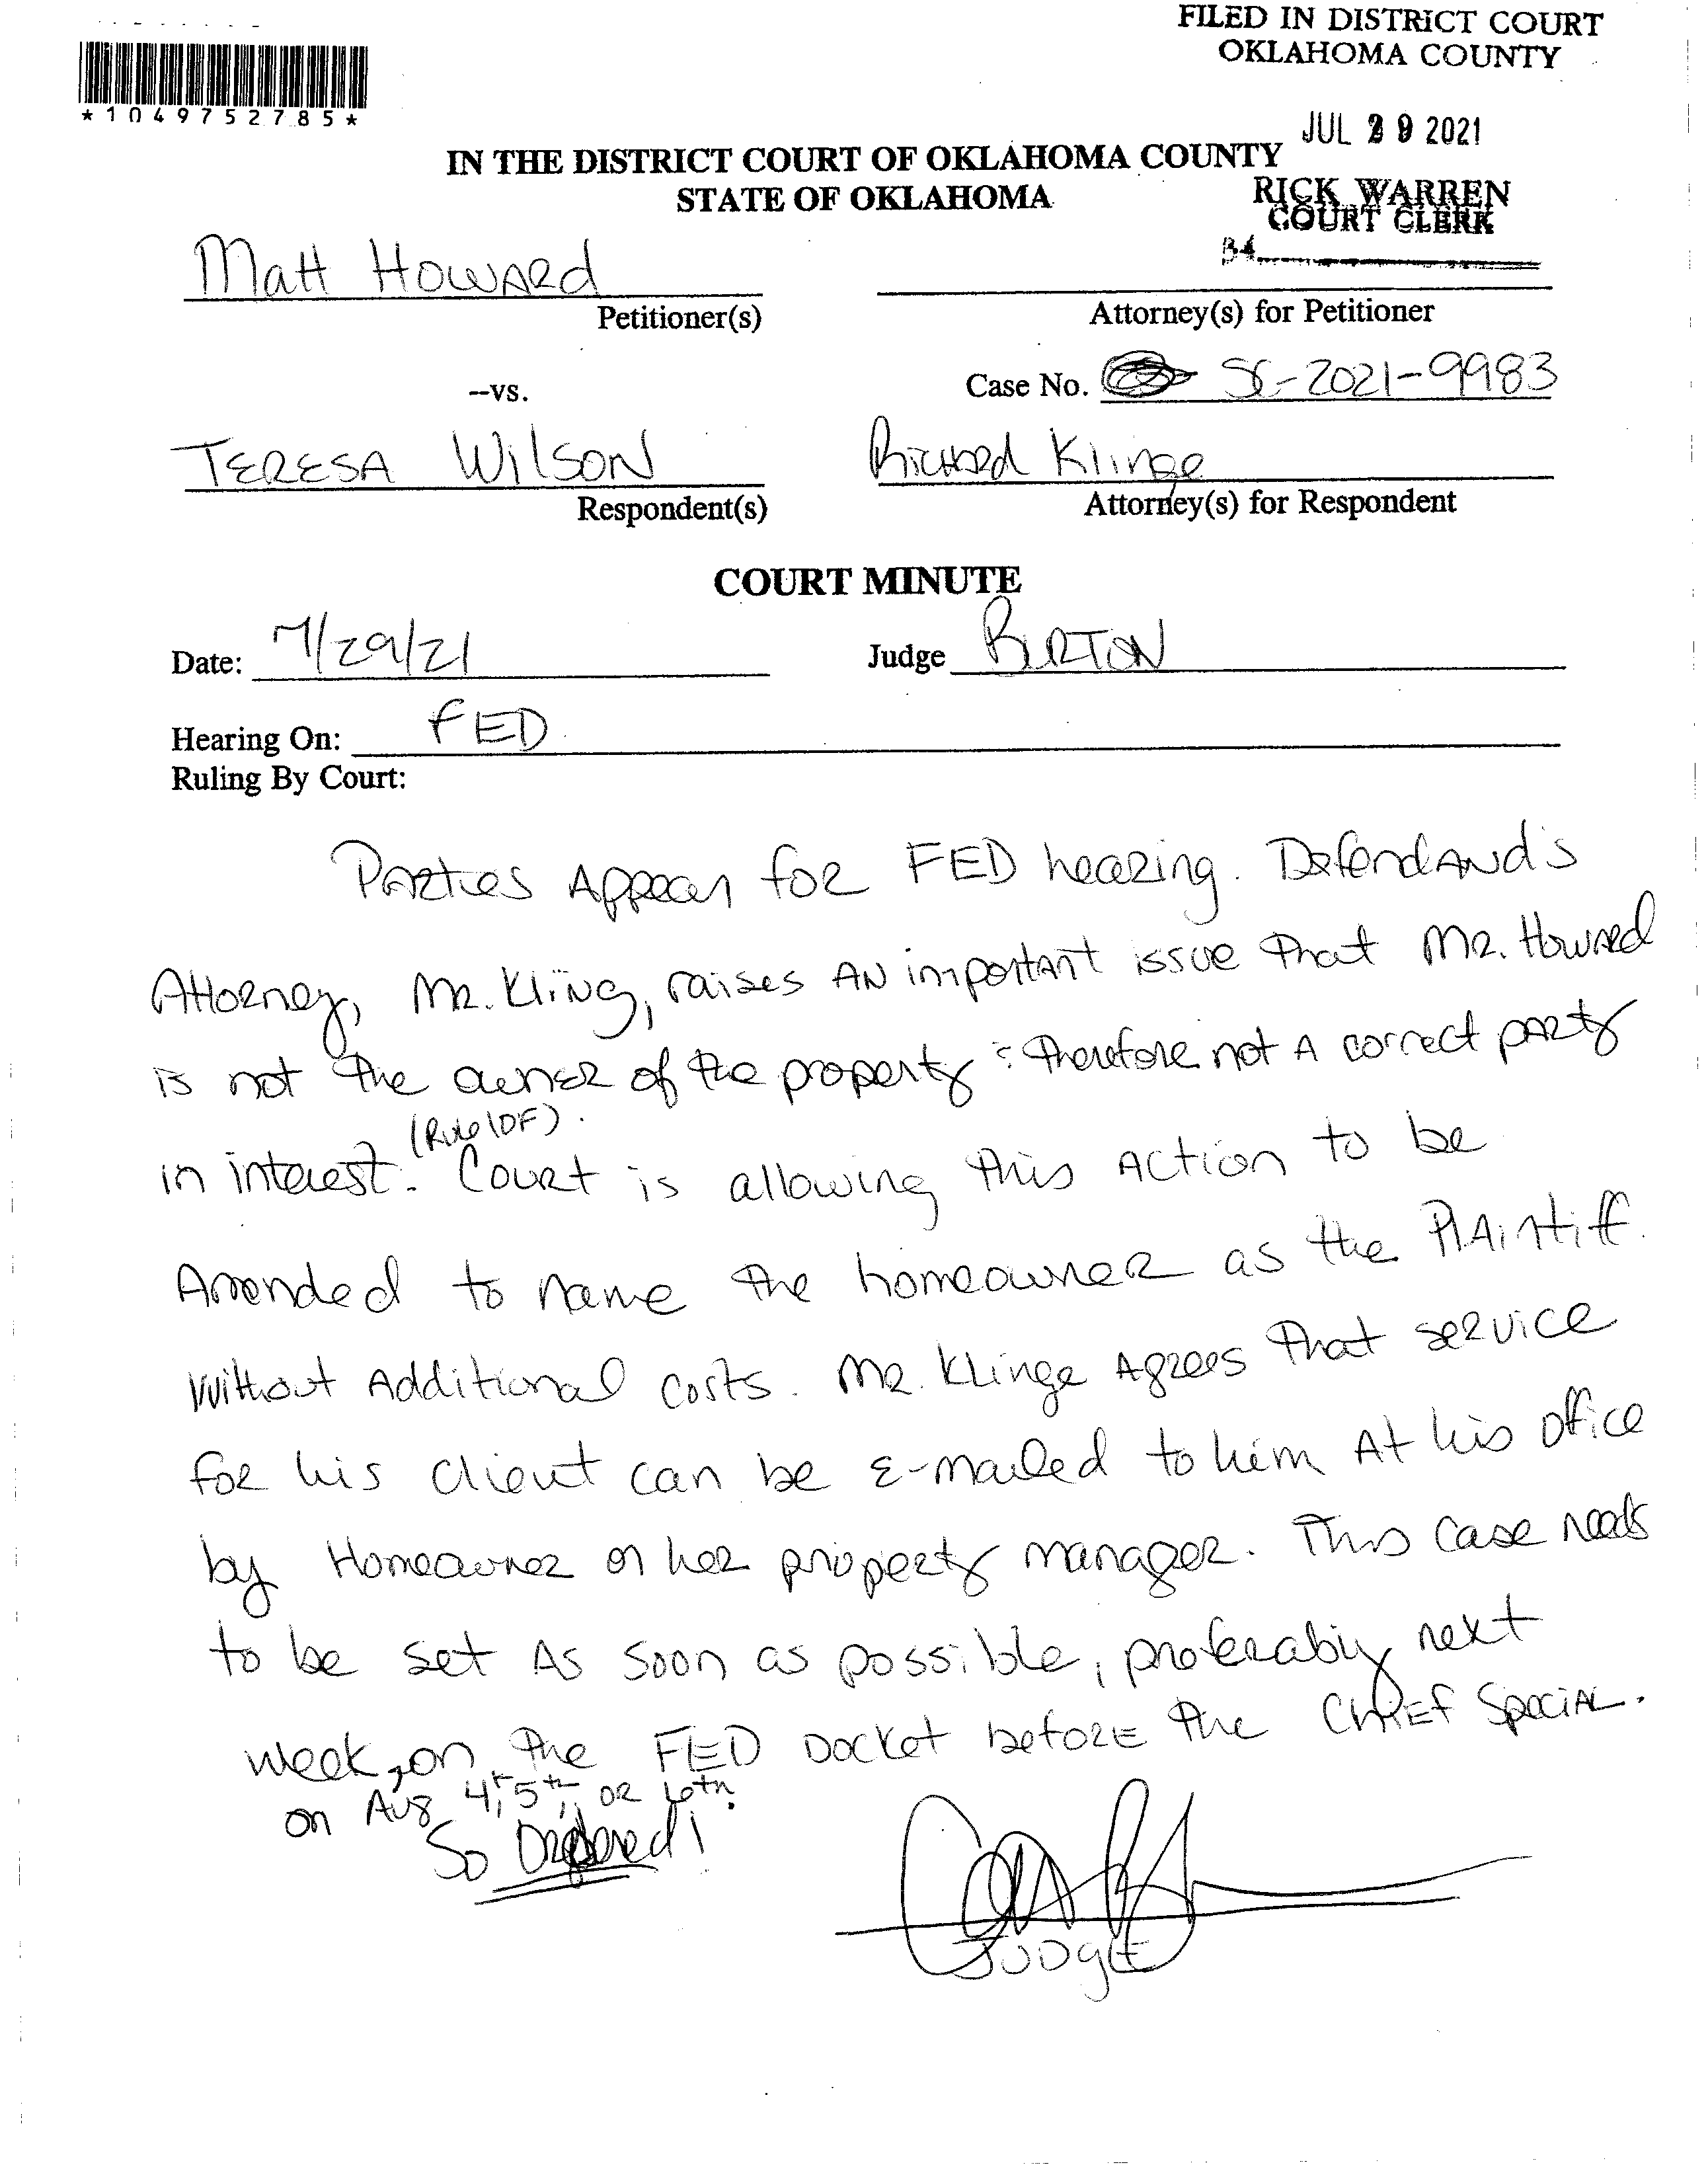 FILED IN DISTRICT COURT
OKLAHOMA COUNTY
*1049752785*
JUL 29 2021
IN THE DISTRICT COURT OF OKLAHOMA COUNTY
STATE OF OKLAHOMA
RICK WARREN
COURT CLERK
34
Matt Howard
Petitioner(s)
Attorney(s) for Petitioner
--vs.
Case No. SC-2021-9983
Teresa Wilson
Richard Klinge
Respondent(s)
Attorney(s) for Respondent
COURT MINUTE
Date: 7/29/21
Judge Burton
Hearing On: FED
Ruling By Court:
Parties Appear for FED hearing. Defendand's
Attorney, Mr. Kling, raises an important issue that Mr. Howard
is not the owner of the property : therefore not a correct party
(Rule 10F).
in interest. Court is allowing this action to be
Amended to name the homeowner as the Plaintiff.
Without Additional costs. Mr. Klinge Agrees that service
for his client can be E-mailed to him At his office
by Homeowner or her property manager. This case needs
to be set As soon as possible, preferably next
week, on the FED Docket before the Chief Special.
on Aug 4th, 5th, or 6th.
So Ordered!
JUDGE